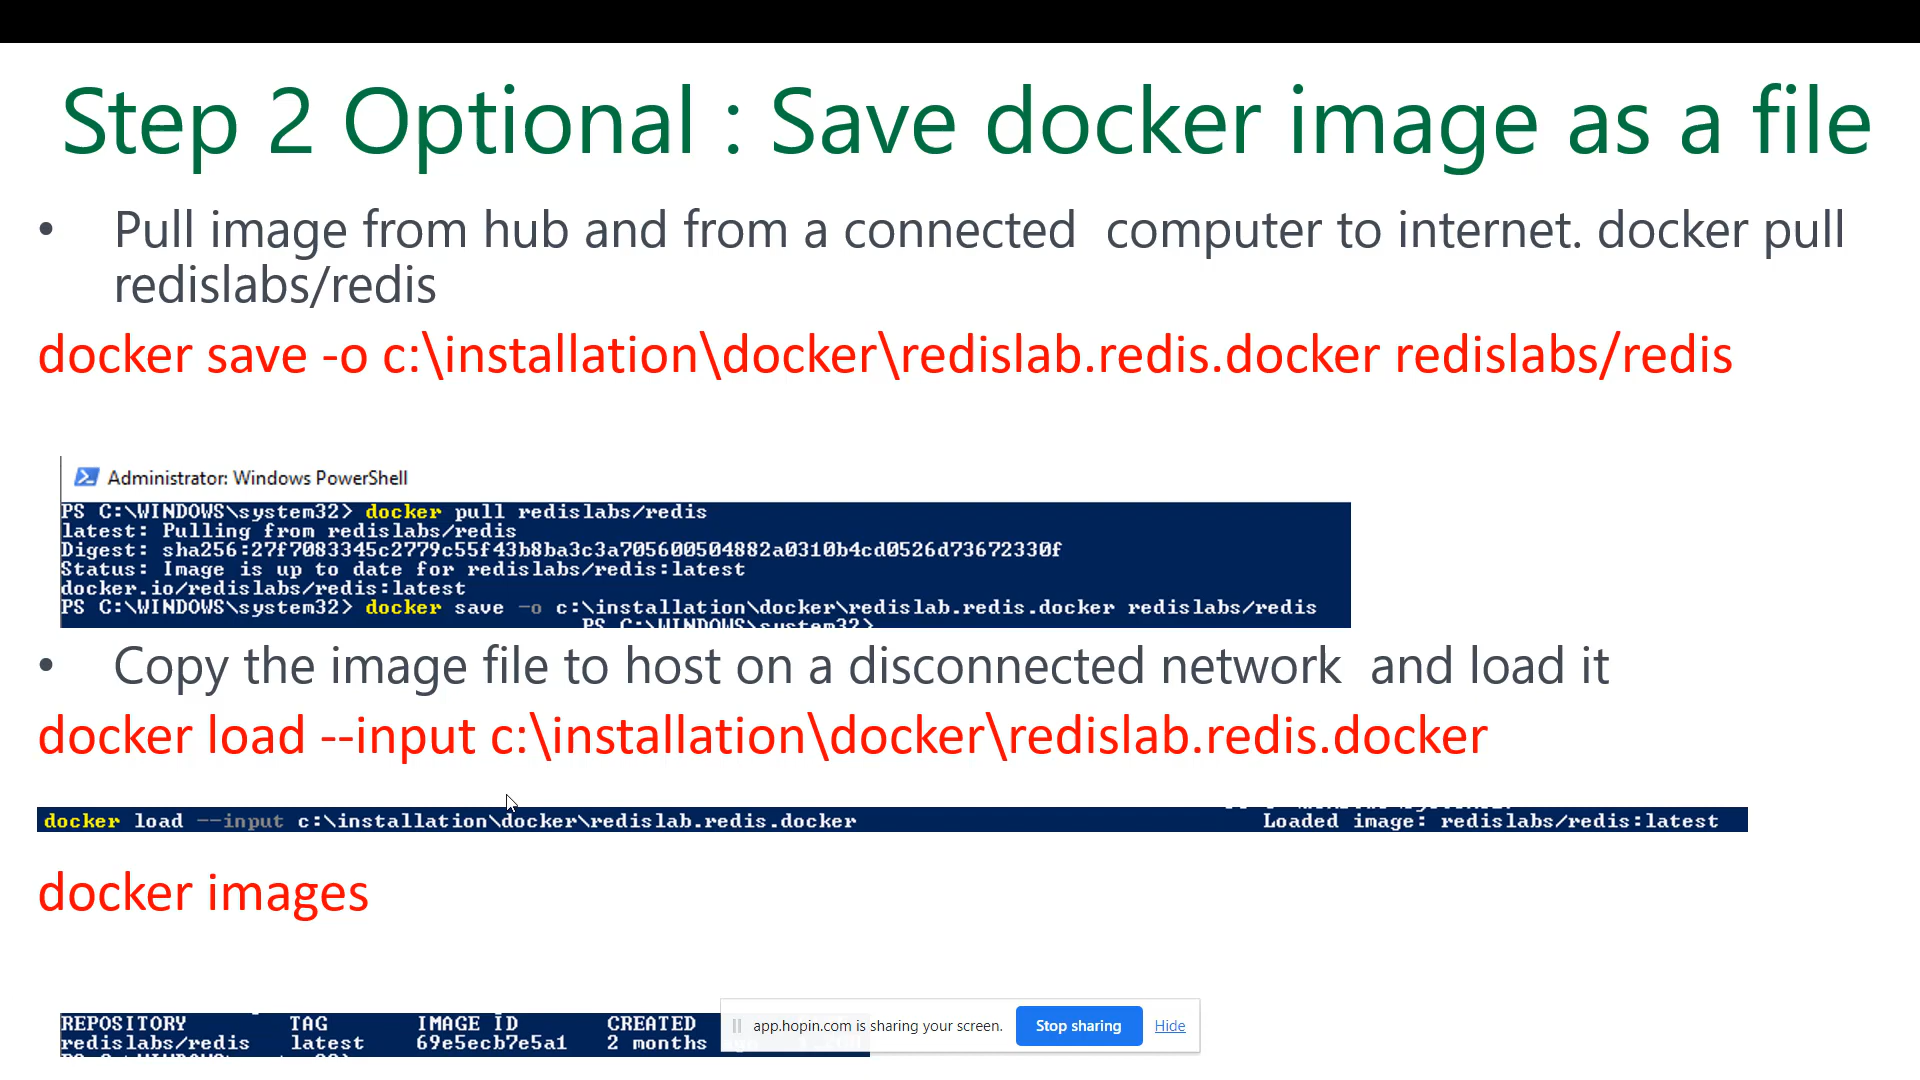 Step 2 Optional : Save docker image as a file
• Pull image from hub and from a connected computer to internet. docker pull
redislabs/redis
docker save -o c:\installation\docker\redislab.redis.docker redislabs/redis
Administrator: Windows PowerShell
PS C:\WINDOWS\system32> docker pull redislabs/redis
latest: Pulling from redislabs/redis
Digest: sha256:27f7083345c2779c55f43b8ba3c3a705600504882a0310b4cd0526d73672330f
Status: Image is up to date for redislabs/redis:latest
docker.io/redislabs/redis:latest
PS C:\WINDOWS\system32> docker save -o c:\installation\docker\redislab.redis.docker redislabs/redis
PS C:\WINDOWS\system32>
• Copy the image file to host on a disconnected network and load it
docker load --input c:\installation\docker\redislab.redis.docker
docker load --input c:\installation\docker\redislab.redis.docker Loaded image: redislabs/redis:latest
docker images
REPOSITORY TAG IMAGE ID CREATED
redislabs/redis latest 69e5ecb7e5a1 2 months
app.hopin.com is sharing your screen. Stop sharing Hide